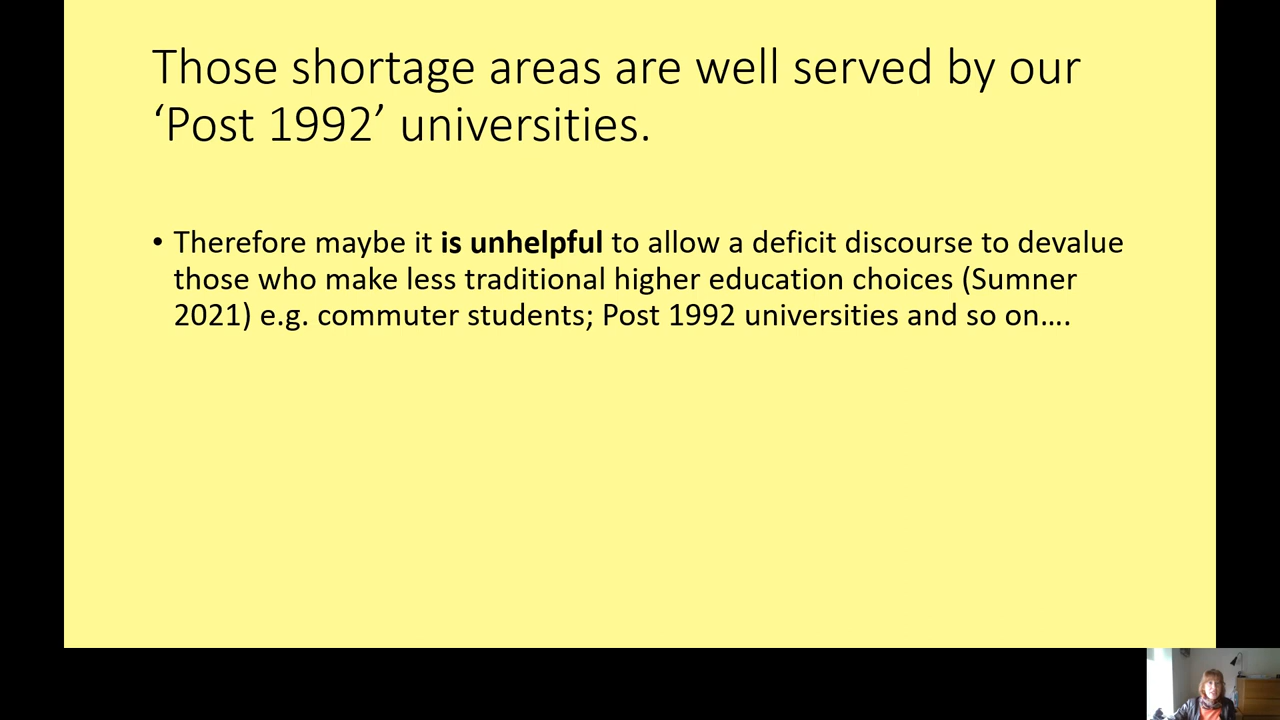 Those shortage areas are well served by our
‘Post 1992’ universities.
• Therefore maybe it is unhelpful to allow a deficit discourse to devalue
those who make less traditional higher education choices (Sumner
2021) e.g. commuter students; Post 1992 universities and so on….